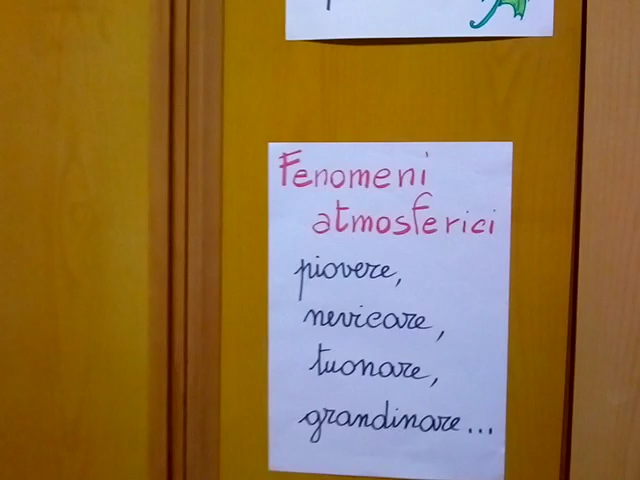 Fenomeni
atmosferici
piovere,
nevicare,
tuonare,
grandinare...